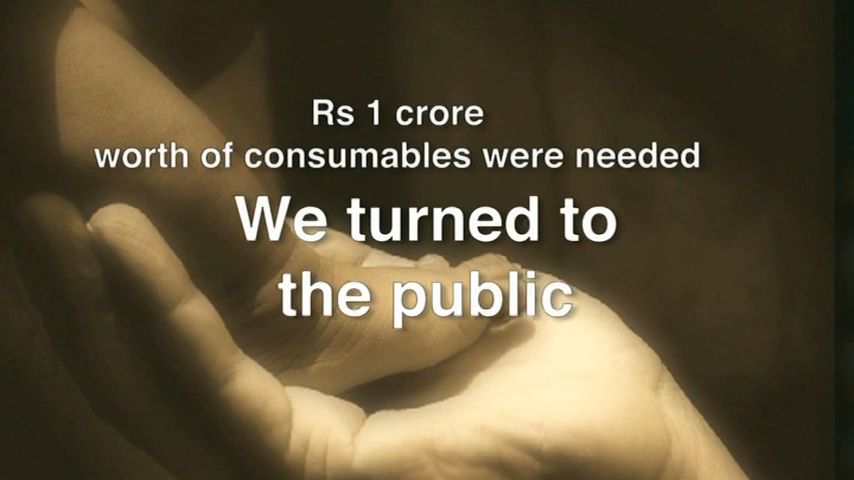 Rs 1 crore
worth of consumables were needed
We turned to
the public